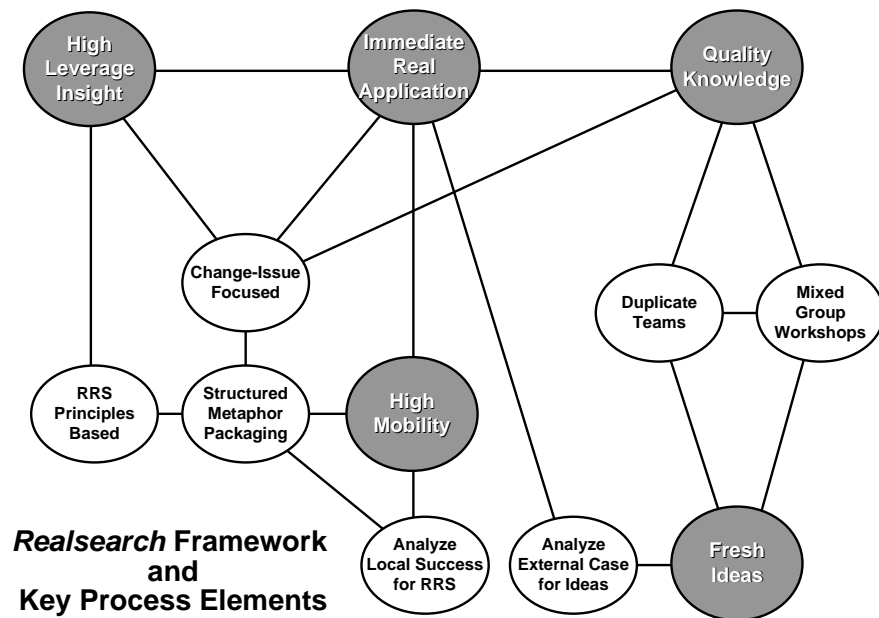 High
Leverage
Insight
Immediate
Real
Application
Quality
Knowledge
Change-Issue
Focused
Duplicate
Teams
Mixed
Group
Workshops
RRS
Principles
Based
Structured
Metaphor
Packaging
High
Mobility
Analyze
Local Success
for RRS
Analyze
External Case
for Ideas
Fresh
Ideas
Realsearch Framework
and
Key Process Elements